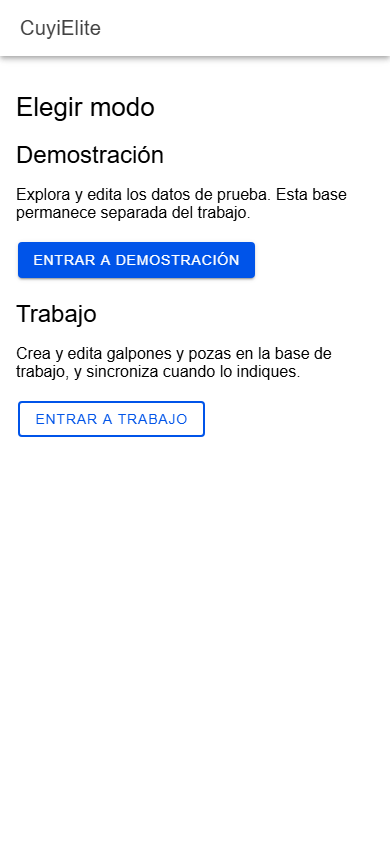 CuyiElite
Elegir modo
Demostración
Explora y edita los datos de prueba. Esta base
permanece separada del trabajo.
ENTRAR A DEMOSTRACIÓN
Trabajo
Crea y edita galpones y pozas en la base de
trabajo, y sincroniza cuando lo indiques.
ENTRAR A TRABAJO